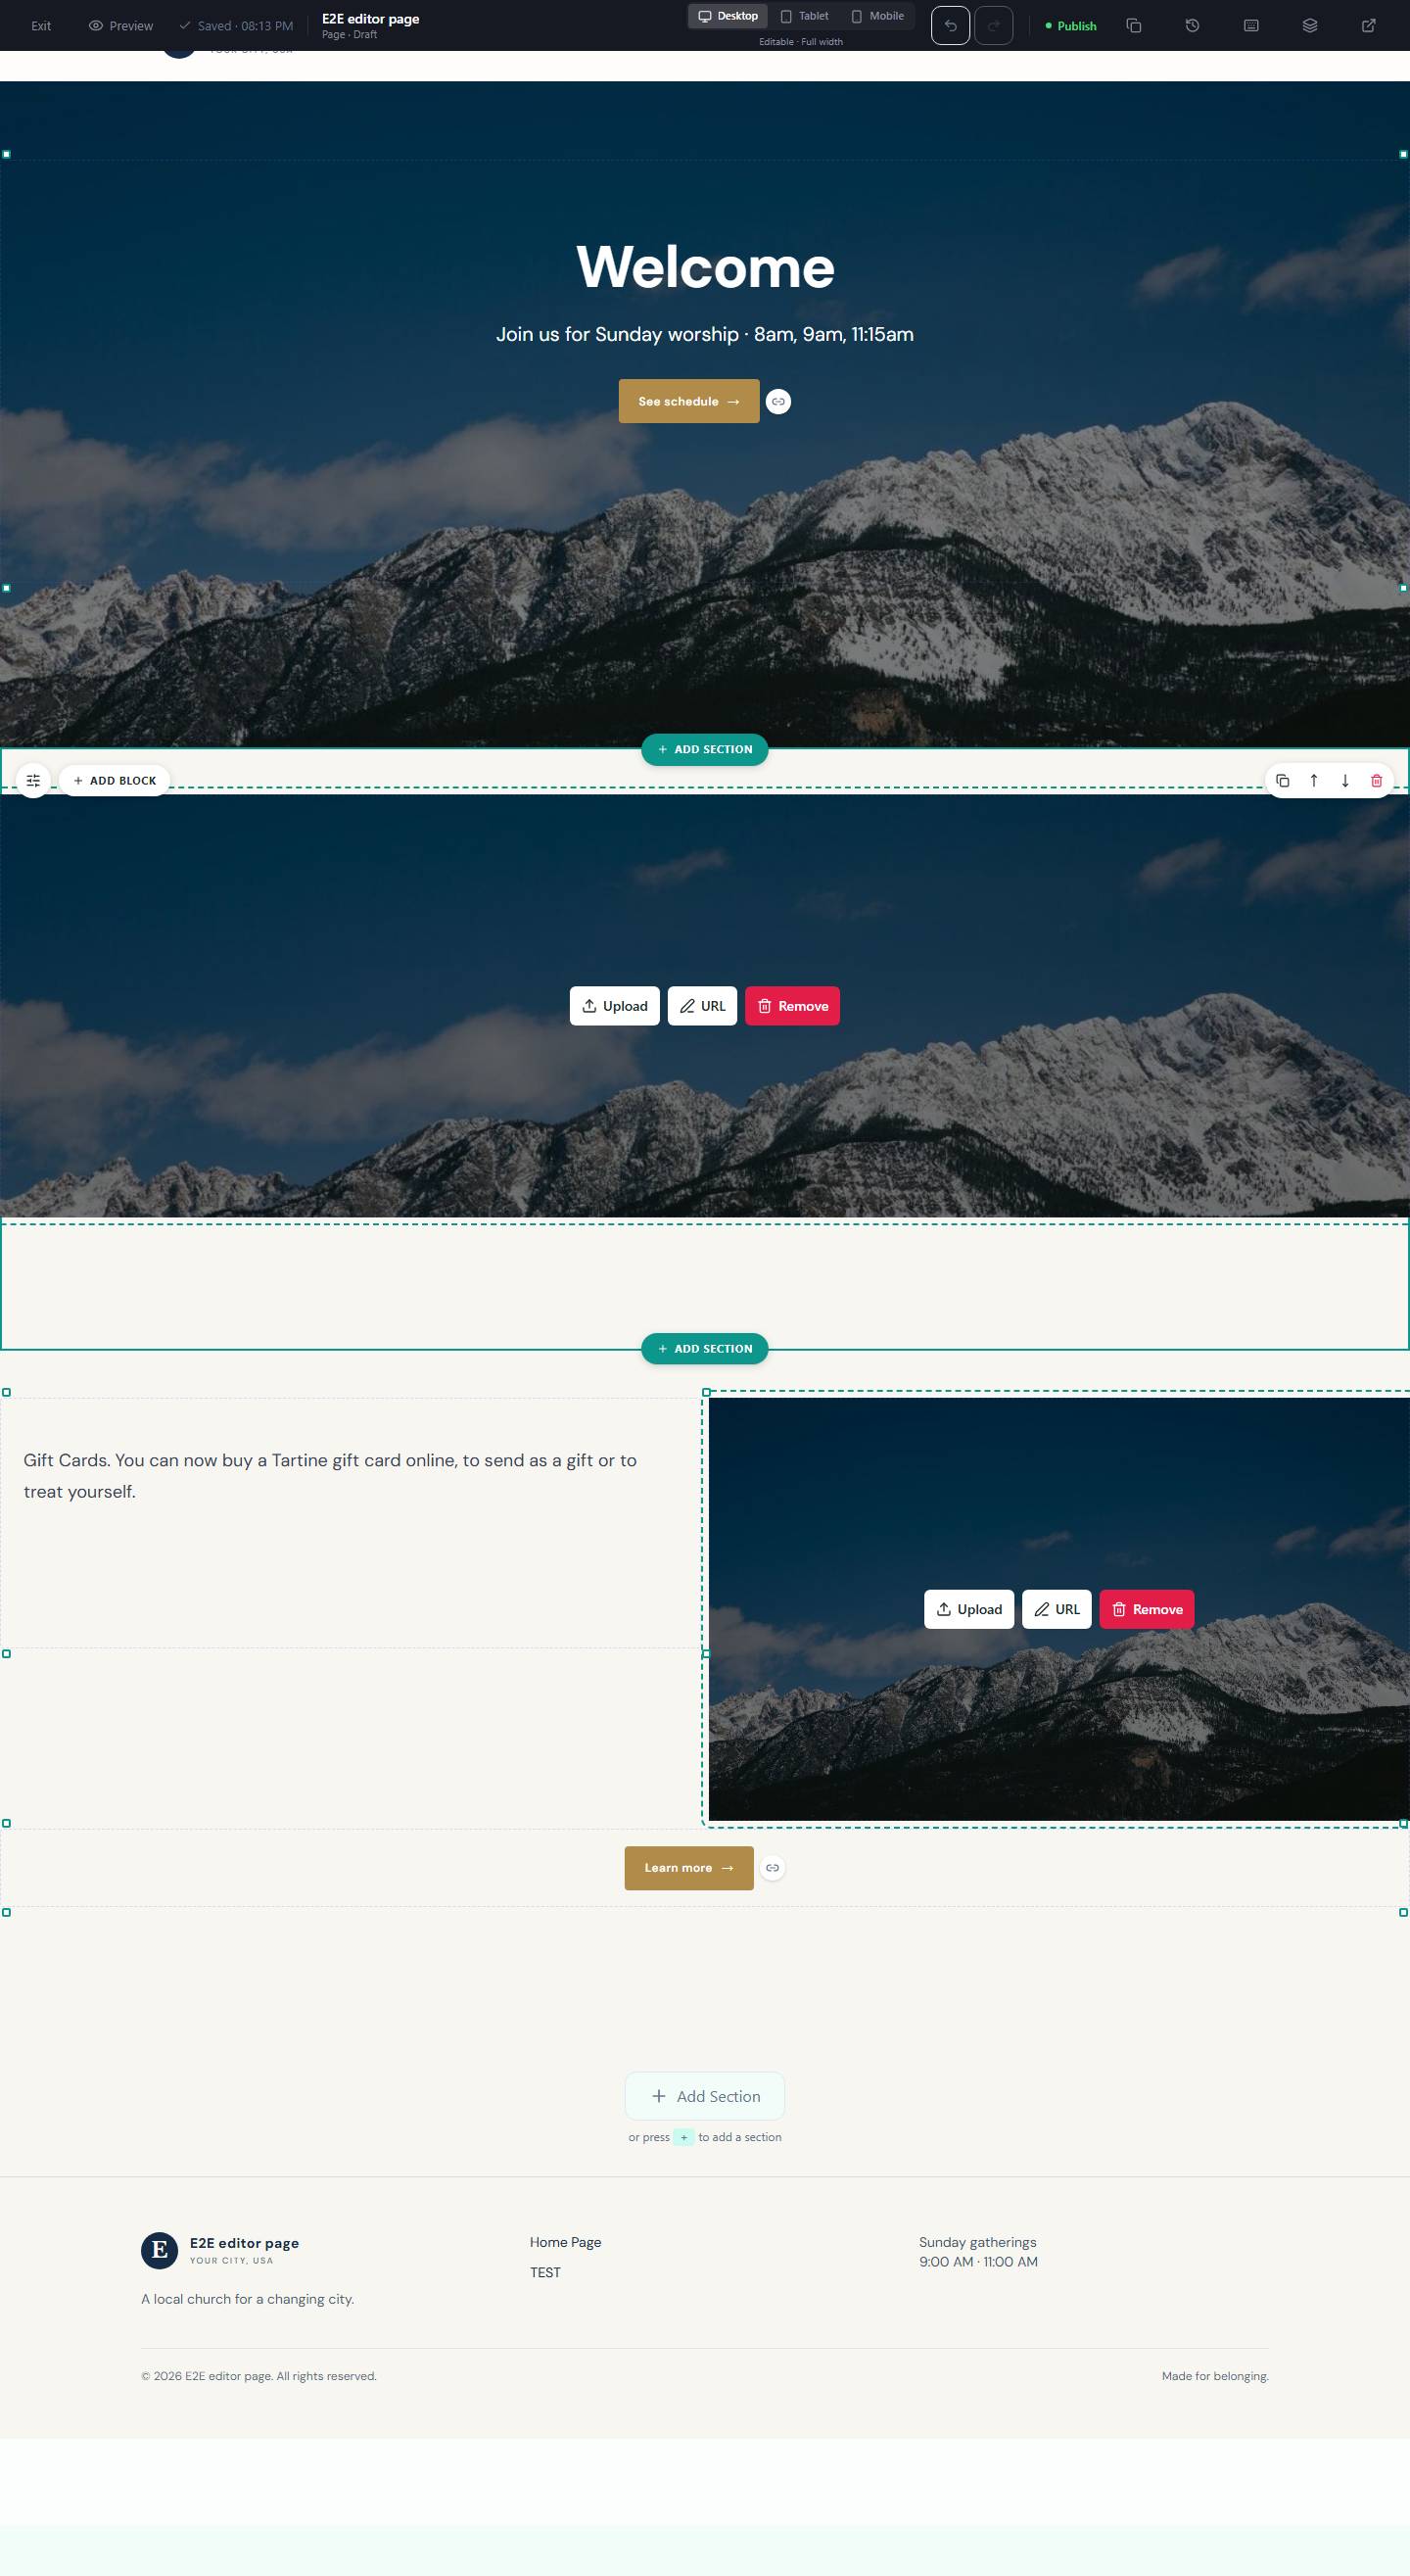 Exit
Preview
Saved · 08:13 PM
E2E editor page
Page · Draft
Desktop
Tablet
Mobile
Editable · Full width
Publish
YOUR CITY, USA
Welcome
Join us for Sunday worship · 8am, 9am, 11:15am
See schedule →
+ ADD SECTION
+ ADD BLOCK
Upload
URL
Remove
+ ADD SECTION
Gift Cards. You can now buy a Tartine gift card online, to send as a gift or to
treat yourself.
Upload
URL
Remove
Learn more →
+ Add Section
or press + to add a section
E
E2E editor page
YOUR CITY, USA
A local church for a changing city.
Home Page
TEST
Sunday gatherings
9:00 AM · 11:00 AM
© 2026 E2E editor page. All rights reserved.
Made for belonging.